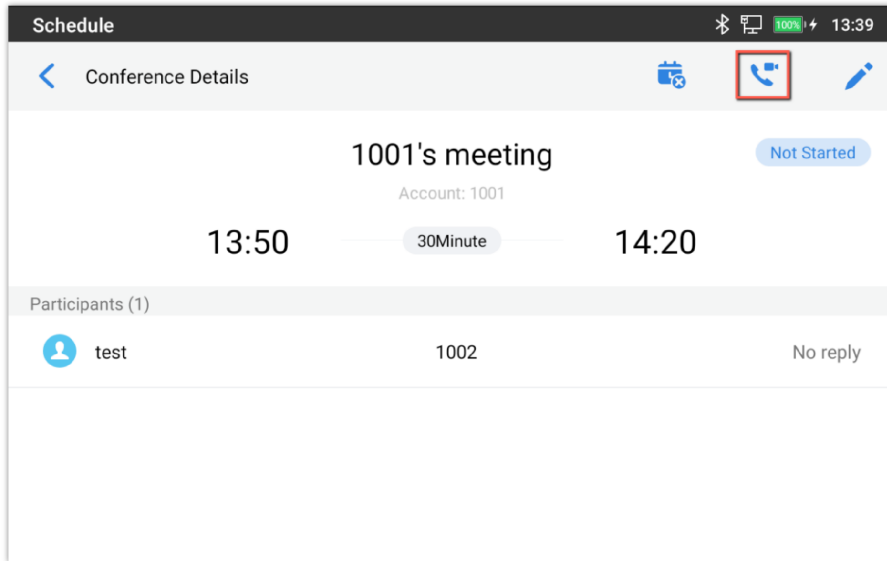 Schedule
100% 13:39
Conference Details
1001's meeting
Not Started
Account: 1001
13:50 30Minute 14:20
Participants (1)
test 1002 No reply